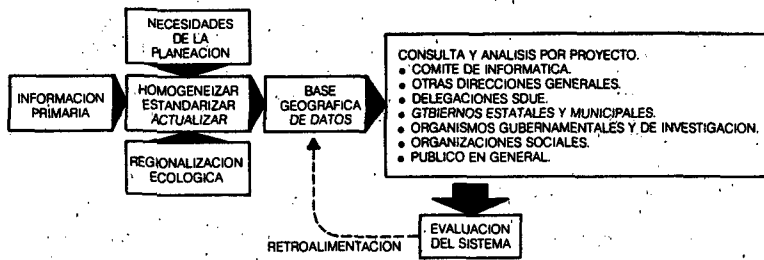 NECESIDADES
DE LA
PLANEACION
INFORMACION
PRIMARIA
HOMOGENEIZAR
ESTANDARIZAR
ACTUALIZAR
REGIONALIZACION
ECOLOGICA
BASE
GEOGRAFICA
DE DATOS
CONSULTA Y ANALISIS POR PROYECTO.
• COMITE DE INFORMATICA.
• OTRAS DIRECCIONES GENERALES.
• DELEGACIONES SDUE.
• GTBIERNOS ESTATALES Y MUNICIPALES.
• ORGANISMOS GUBERNAMENTALES Y DE INVESTIGACION.
• ORGANIZACIONES SOCIALES.
• PUBLICO EN GENERAL.
EVALUACION
DEL SISTEMA
RETROALIMENTACION